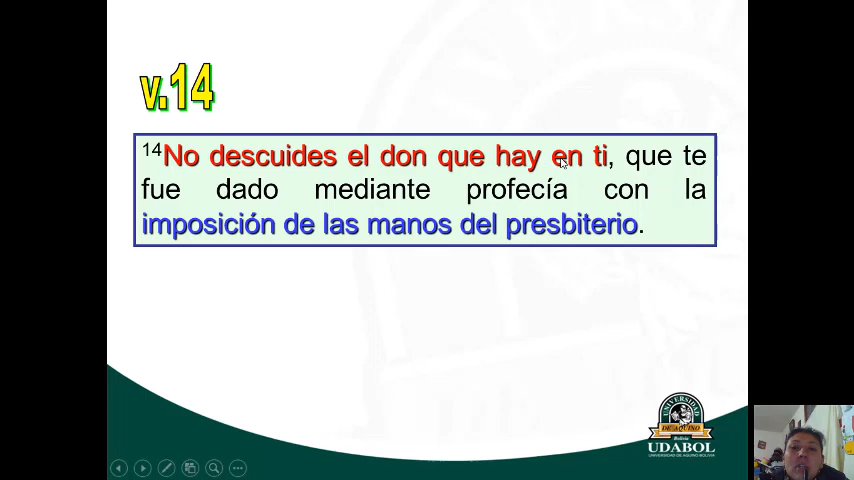 v.14
14No descuides el don que hay en ti, que te
fue dado mediante profecía con la
imposición de las manos del presbiterio.
UNIVERSIDAD
DE AQUINO
Bolivia
UDABOL
UNIVERSIDAD DE AQUINO BOLIVIA